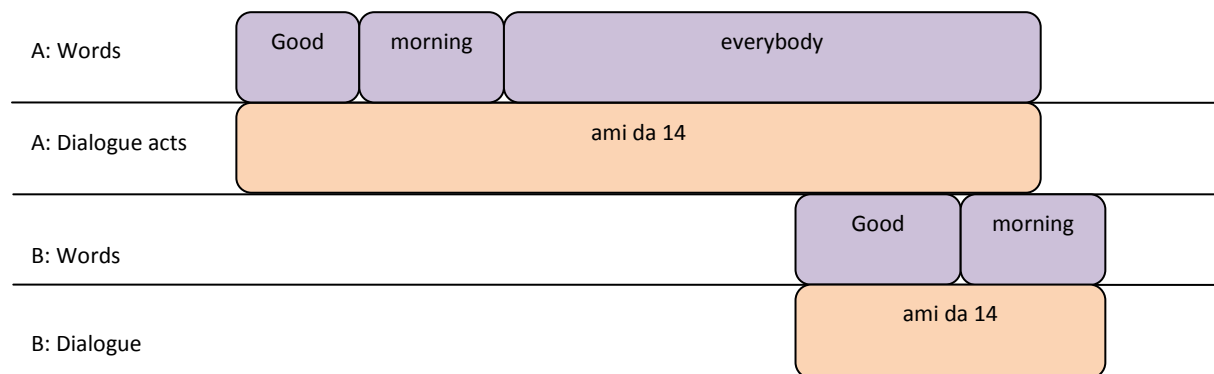 A: Words
Good
morning
everybody
A: Dialogue acts
ami da 14
B: Words
Good
morning
B: Dialogue
ami da 14